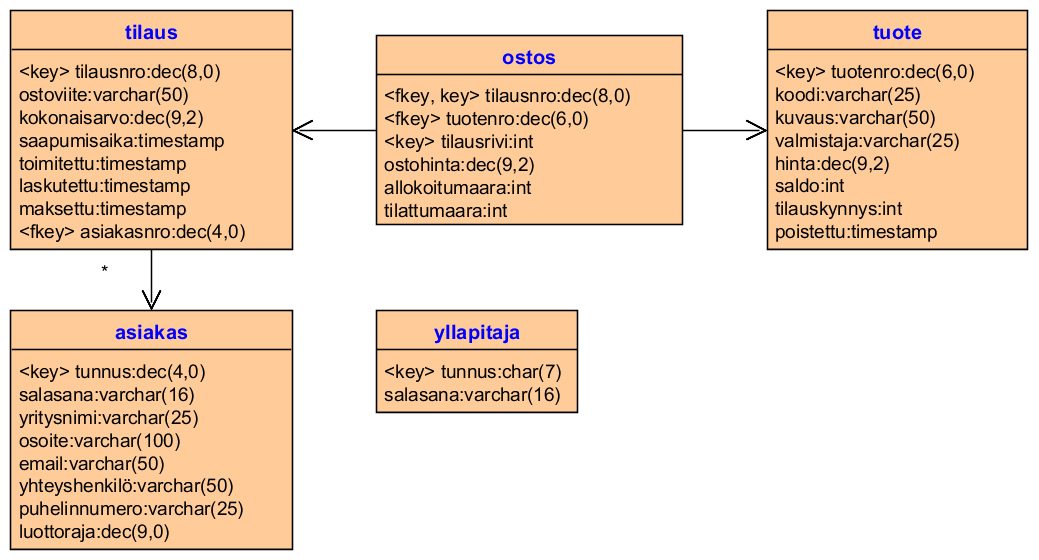 tilaus
<key> tilausnro:dec(8,0)
ostoviite:varchar(50)
kokonaisarvo:dec(9,2)
saapumisaika:timestamp
toimitettu:timestamp
laskutettu:timestamp
maksettu:timestamp
<fkey> asiakasnro:dec(4,0)
ostos
<fkey, key> tilausnro:dec(8,0)
<fkey> tuotenro:dec(6,0)
<key> tilausrivi:int
ostohinta:dec(9,2)
allokoitumaara:int
tilattumaara:int
tuote
<key> tuotenro:dec(6,0)
koodi:varchar(25)
kuvaus:varchar(50)
valmistaja:varchar(25)
hinta:dec(9,2)
saldo:int
tilauskynnys:int
poistettu:timestamp
*
asiakas
<key> tunnus:dec(4,0)
salasana:varchar(16)
yritysnimi:varchar(25)
osoite:varchar(100)
email:varchar(50)
yhteyshenkilö:varchar(50)
puhelinnumero:varchar(25)
luottoraja:dec(9,0)
yllapitaja
<key> tunnus:char(7)
salasana:varchar(16)